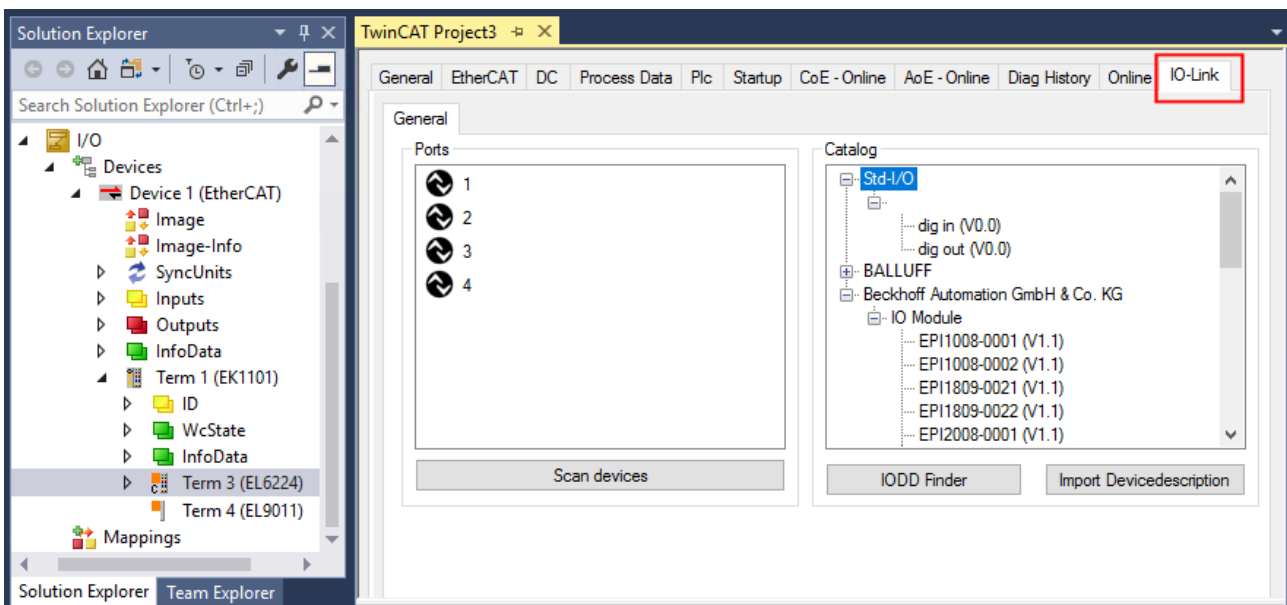 Solution Explorer
Search Solution Explorer (Ctrl+;)
I/O
Devices
Device 1 (EtherCAT)
Image
Image-Info
SyncUnits
Inputs
Outputs
InfoData
Term 1 (EK1101)
ID
WcState
InfoData
Term 3 (EL6224)
Term 4 (EL9011)
Mappings
Solution Explorer Team Explorer
TwinCAT Project3
General EtherCAT DC Process Data Plc Startup CoE - Online AoE - Online Diag History Online IO-Link
General
Ports
1
2
3
4
Scan devices
Catalog
Std-I/O
dig in (V0.0)
dig out (V0.0)
BALLUFF
Beckhoff Automation GmbH & Co. KG
IO Module
EPI1008-0001 (V1.1)
EPI1008-0002 (V1.1)
EPI1809-0021 (V1.1)
EPI1809-0022 (V1.1)
EPI2008-0001 (V1.1)
IODD Finder Import Devicedescription